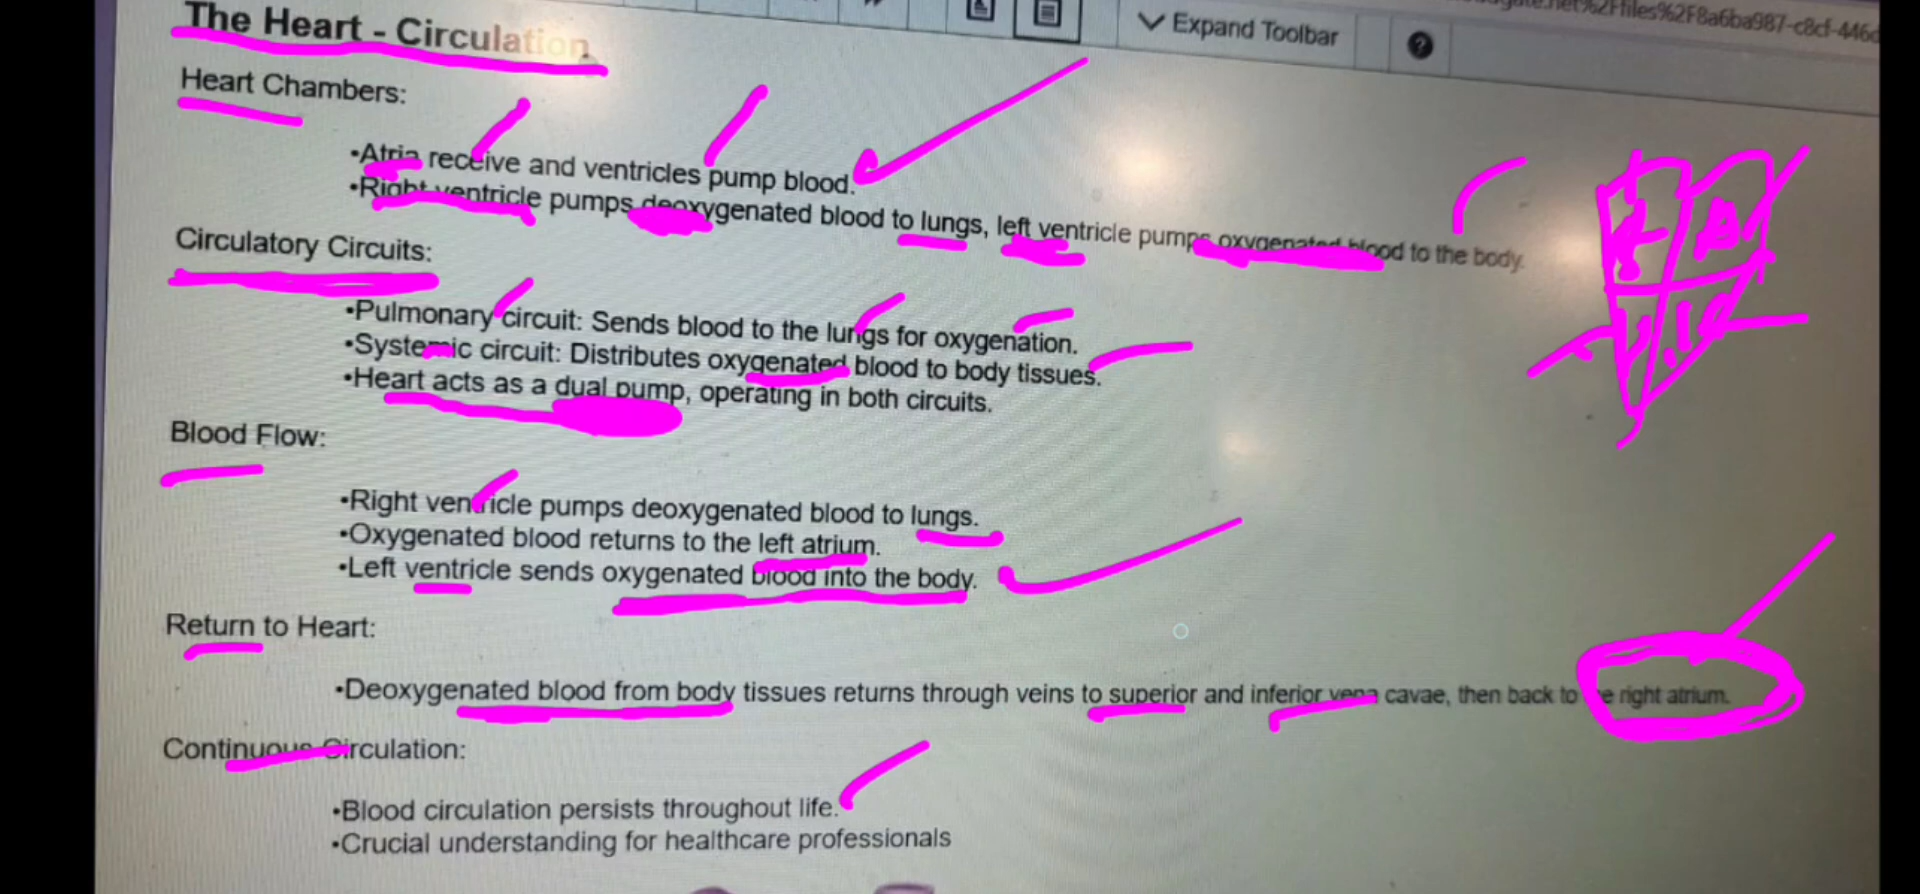 gate.net%2Ffiles%2F8a6ba987-c8cf-446
Expand Toolbar
?
The Heart - Circulation
Heart Chambers:
•Atria receive and ventricles pump blood.
•Right ventricle pumps deoxygenated blood to lungs, left ventricle pumps oxygenated blood to the body.
Circulatory Circuits:
•Pulmonary circuit: Sends blood to the lungs for oxygenation.
•Systemic circuit: Distributes oxygenated blood to body tissues.
•Heart acts as a dual pump, operating in both circuits.
Blood Flow:
•Right ventricle pumps deoxygenated blood to lungs.
•Oxygenated blood returns to the left atrium.
•Left ventricle sends oxygenated blood into the body.
Return to Heart:
•Deoxygenated blood from body tissues returns through veins to superior and inferior vena cavae, then back to the right atrium.
Continuous Circulation:
•Blood circulation persists throughout life.
•Crucial understanding for healthcare professionals